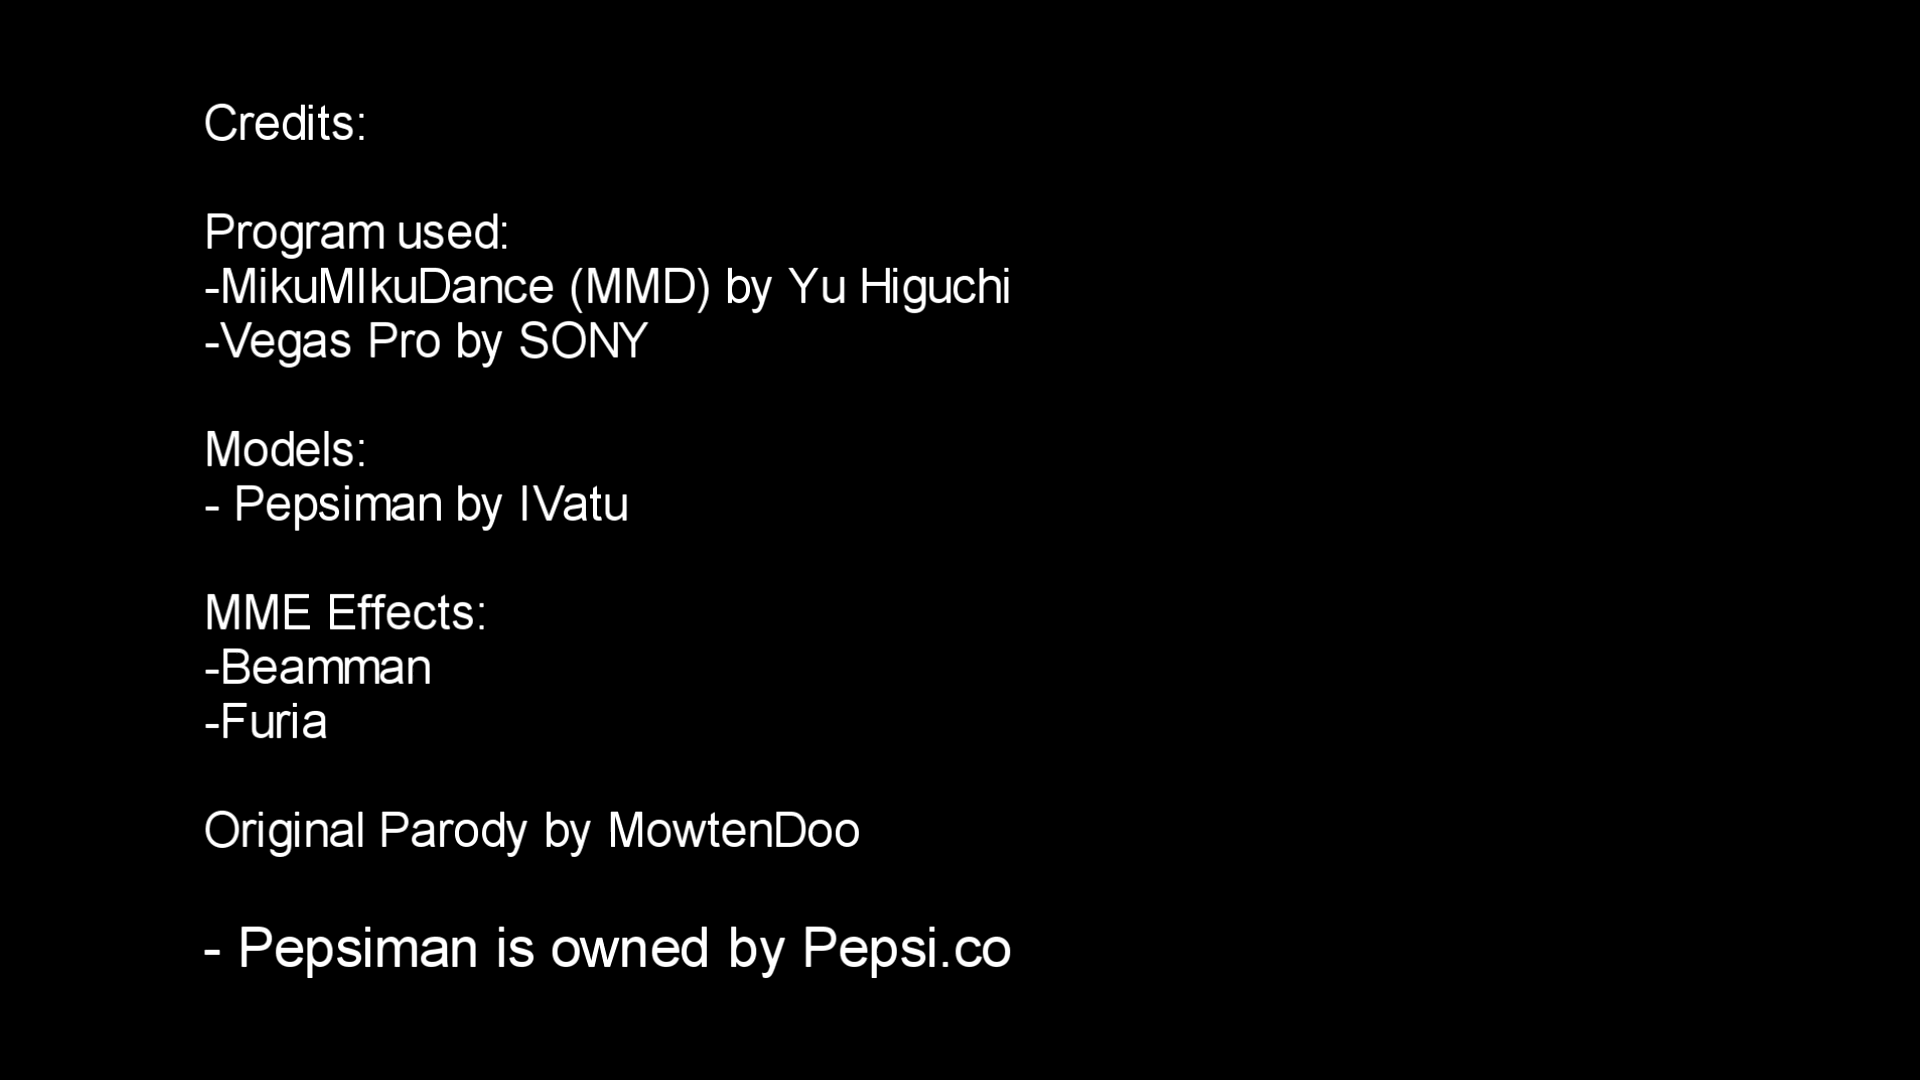 Credits:
Program used:
-MikuMIkuDance (MMD) by Yu Higuchi
-Vegas Pro by SONY
Models:
- Pepsiman by IVatu
MME Effects:
-Beamman
-Furia
Original Parody by MowtenDoo
- Pepsiman is owned by Pepsi.co